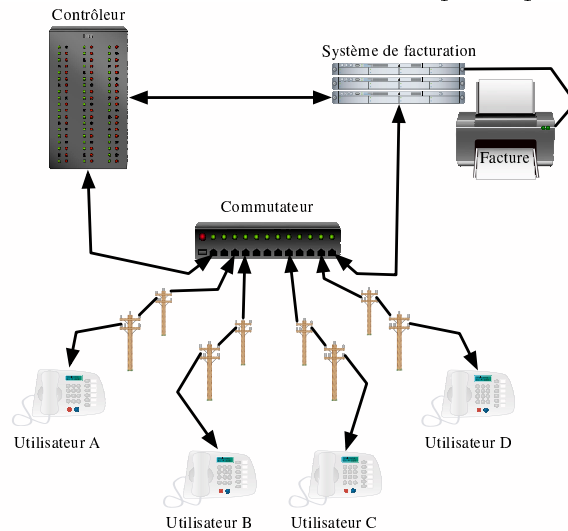 Contrôleur
Système de facturation
Facture
Commutateur
Utilisateur A
Utilisateur D
Utilisateur B
Utilisateur C